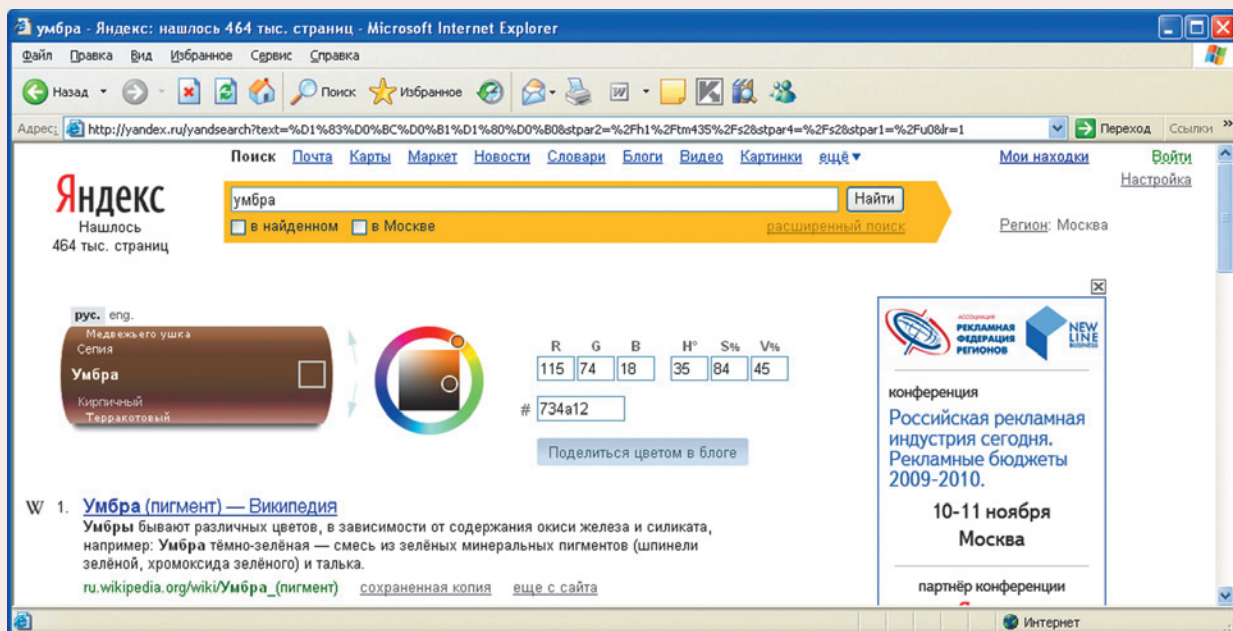 умбра - Яндекс: нашлось 464 тыс. страниц - Microsoft Internet Explorer
Файл Правка Вид Избранное Сервис Справка
Назад Поиск Избранное
Адрес: http://yandex.ru/yandsearch?text=%D1%83%D0%BC%D0%B1%D1%80%D0%B0&stpar2=%2Fh1%2Ftm435%2Fs2&stpar4=%2Fs2&stpar1=%2Fu0&lr=1 Переход Ссылки »
Поиск Почта Карты Маркет Новости Словари Блоги Видео Картинки ещё Мои находки Войти
Настройка
Яндекс
Нашлось
464 тыс. страниц
умбра Найти
в найденном в Москве расширенный поиск
Регион: Москва
рус. eng.
Медвежьего ушка
Сепия
Умбра
Кирпичный
Терракотовый
R G B H° S% V%
115 74 18 35 84 45
# 734a12
Поделиться цветом в блоге
W 1. Умбра (пигмент) — Википедия
Умбры бывают различных цветов, в зависимости от содержания окиси железа и силиката,
например: Умбра тёмно-зелёная — смесь из зелёных минеральных пигментов (шпинели
зелёной, хромоксида зелёного) и талька.
ru.wikipedia.org/wiki/Умбра_(пигмент) сохраненная копия еще с сайта
АССОЦИАЦИЯ
РЕКЛАМНАЯ
ФЕДЕРАЦИЯ
РЕГИОНОВ
NEW
LINE
BUSINESS
конференция
Российская рекламная
индустрия сегодня.
Рекламные бюджеты
2009-2010.
10-11 ноября
Москва
партнёр конференции
Интернет